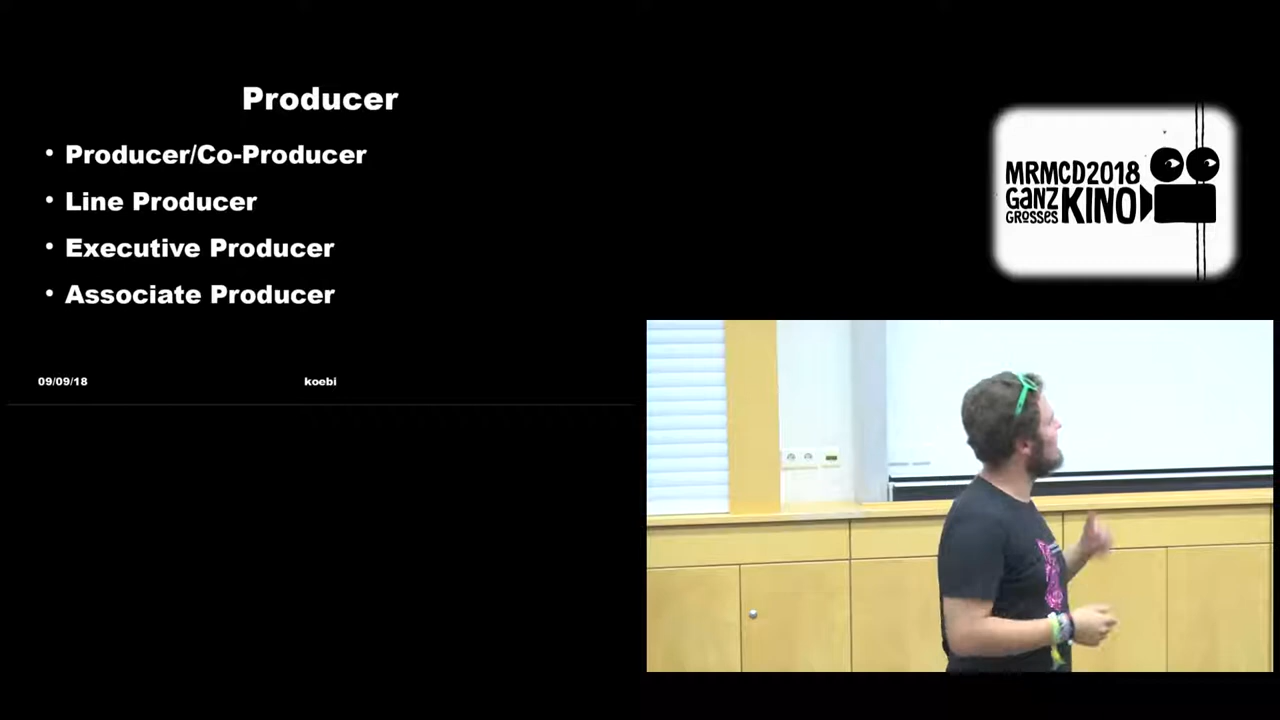 Producer
• Producer/Co-Producer
• Line Producer
• Executive Producer
• Associate Producer
09/09/18
koebi
MRMCD2018
GANZ
GROSSES
KINO